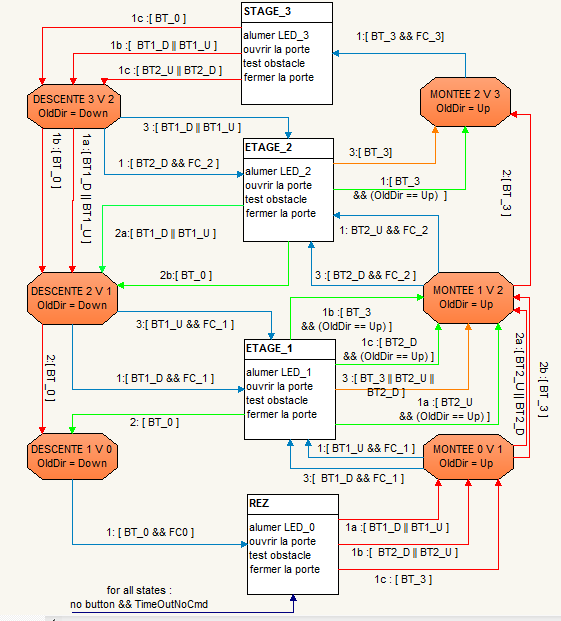 STAGE_3
alumer LED_3
ouvrir la porte
test obstacle
fermer la porte
1c :[ BT_0 ]
1b :[ BT1_D || BT1_U ]
1c :[ BT2_U || BT2_D ]
1:[ BT_3 && FC_3]
DESCENTE 3 V 2
OldDir = Down
MONTEE 2 V 3
OldDir = Up
3 :[ BT1_D || BT1_U ]
1b :[ BT_0]
1a :[ BT1_D || BT1_U ]
1 :[ BT2_D && FC_2 ]
ETAGE_2
alumer LED_2
ouvrir la porte
test obstacle
fermer la porte
3:[ BT_3]
1:[ BT_3
&& (OldDir == Up) ]
2:[ BT_3 ]
2a:[ BT1_D || BT1_U ]
1: BT2_U && FC_2 ]
2b:[ BT_0 ]
3 :[ BT2_D && FC_2 ]
DESCENTE 2 V 1
OldDir = Down
MONTEE 1 V 2
OldDir = Up
3:[ BT1_U && FC_1 ]
1b :[ BT_3
&& (OldDir == Up) ]
ETAGE_1
alumer LED_1
ouvrir la porte
test obstacle
fermer la porte
1c :[ BT2_D
&& (OldDir == Up) ]
3 :[ BT_3 || BT2_U ||
BT2_D ]
1a :[ BT2_U
&& (OldDir == Up) ]
2:[ BT_0 ]
1:[ BT1_D && FC_1 ]
2a :[ BT2_U || BT2_D
2b :[ BT_3 ]
2: [ BT_0 ]
DESCENTE 1 V 0
OldDir = Down
1:[ BT1_U && FC_1 ]
3:[ BT1_D && FC_1 ]
MONTEE 0 V 1
OldDir = Up
REZ
alumer LED_0
ouvrir la porte
test obstacle
fermer la porte
1: [ BT_0 && FC0 ]
1a :[ BT1_D || BT1_U ]
1b :[ BT2_D || BT2_U ]
1c : [ BT_3 ]
for all states :
no button && TimeOutNoCmd